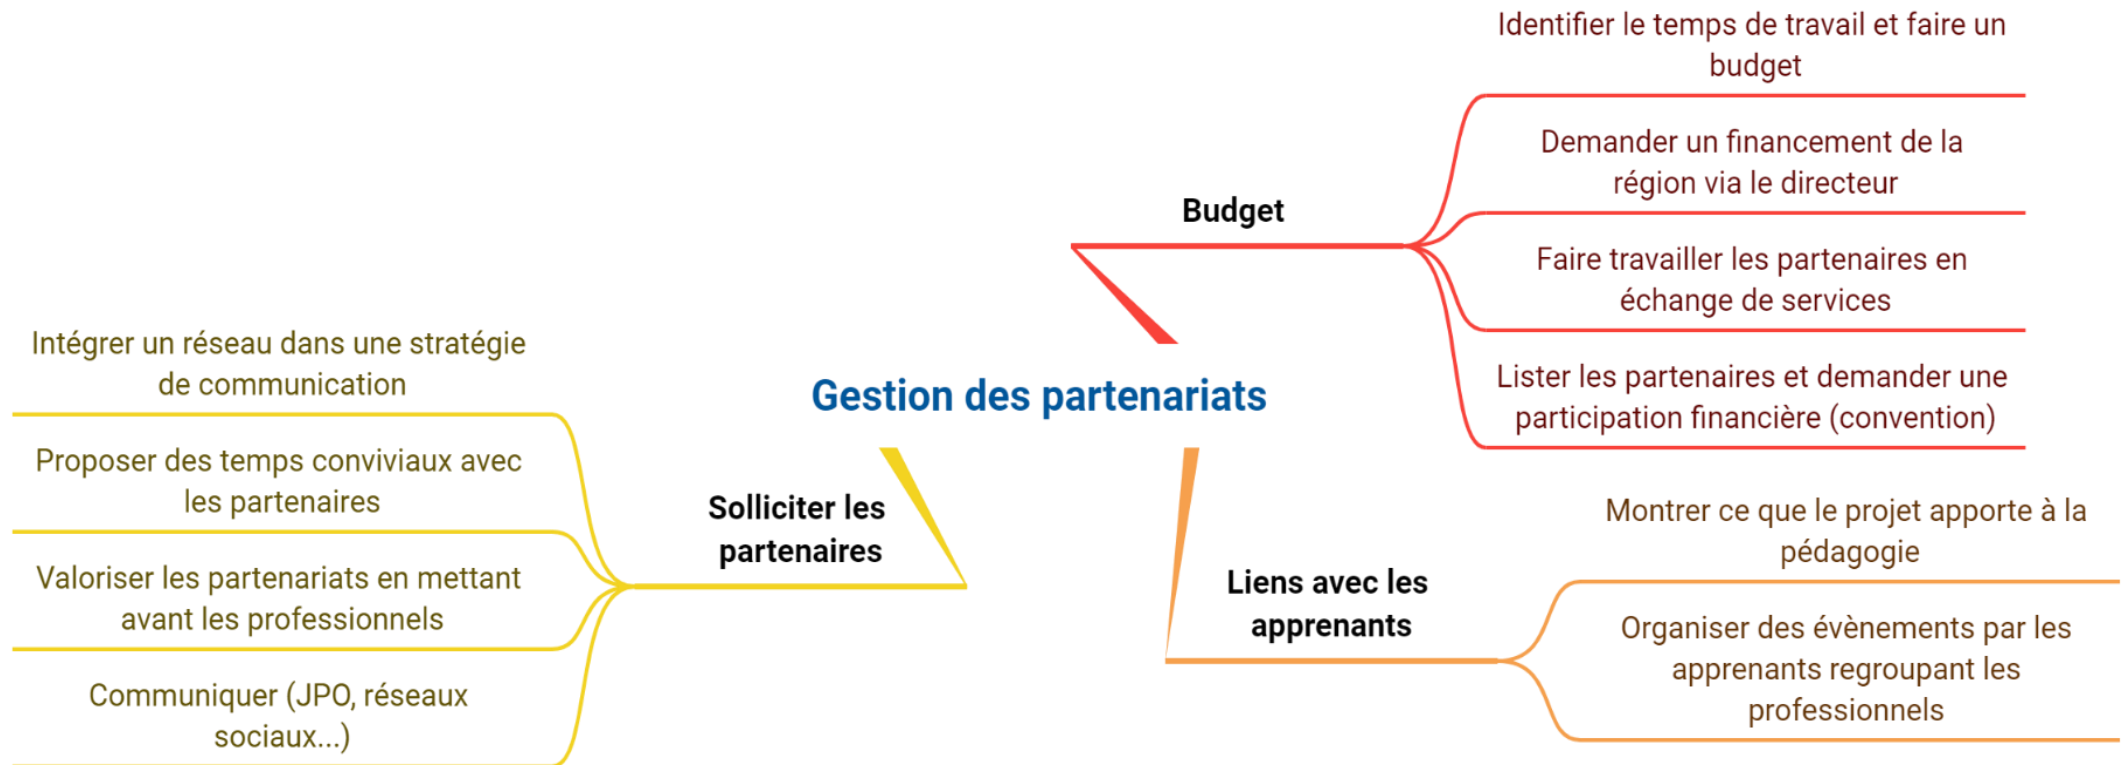 Gestion des partenariats
Budget
Identifier le temps de travail et faire un
budget
Demander un financement de la
région via le directeur
Faire travailler les partenaires en
échange de services
Lister les partenaires et demander une
participation financière (convention)
Liens avec les
apprenants
Montrer ce que le projet apporte à la
pédagogie
Organiser des évènements par les
apprenants regroupant les
professionnels
Solliciter les
partenaires
Intégrer un réseau dans une stratégie
de communication
Proposer des temps conviviaux avec
les partenaires
Valoriser les partenariats en mettant
avant les professionnels
Communiquer (JPO, réseaux
sociaux...)